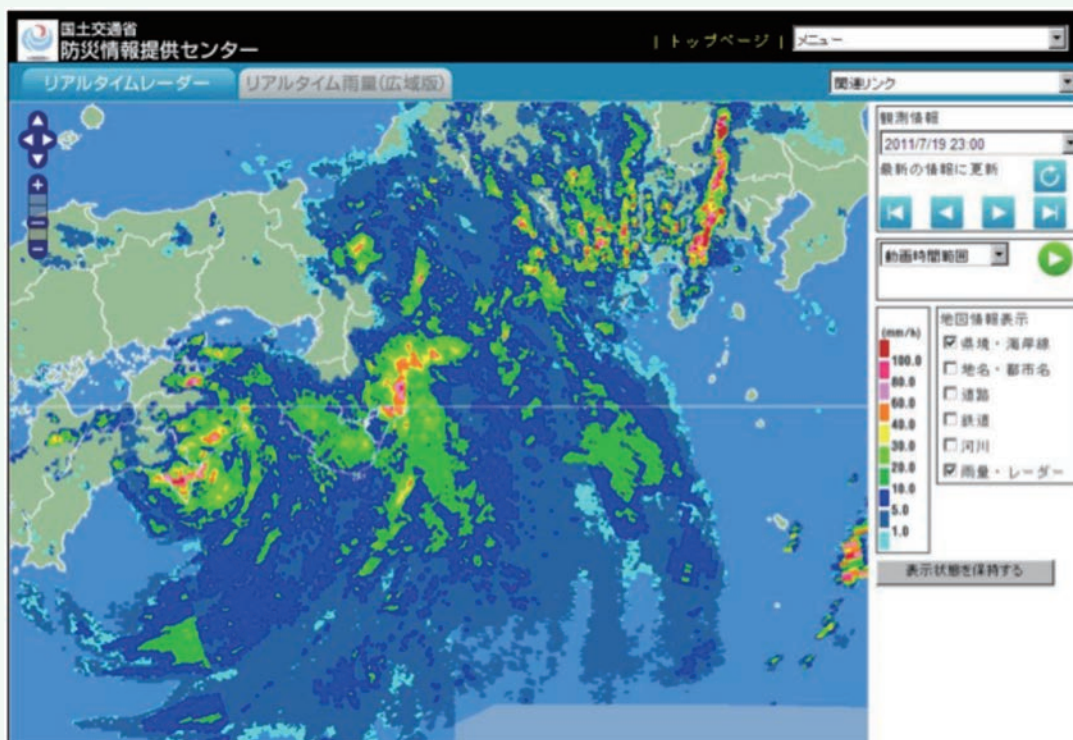 国土交通省
防災情報提供センター
| トップページ |
メニュー
リアルタイムレーダー
リアルタイム雨量(広域版)
関連リンク
観測情報
2011/7/19 23:00
最新の情報に更新
動画時間範囲
(mm/h)
100.0
80.0
60.0
40.0
30.0
20.0
10.0
5.0
1.0
地図情報表示
県境・海岸線
地名・都市名
道路
鉄道
河川
雨量・レーダー
表示状態を保持する